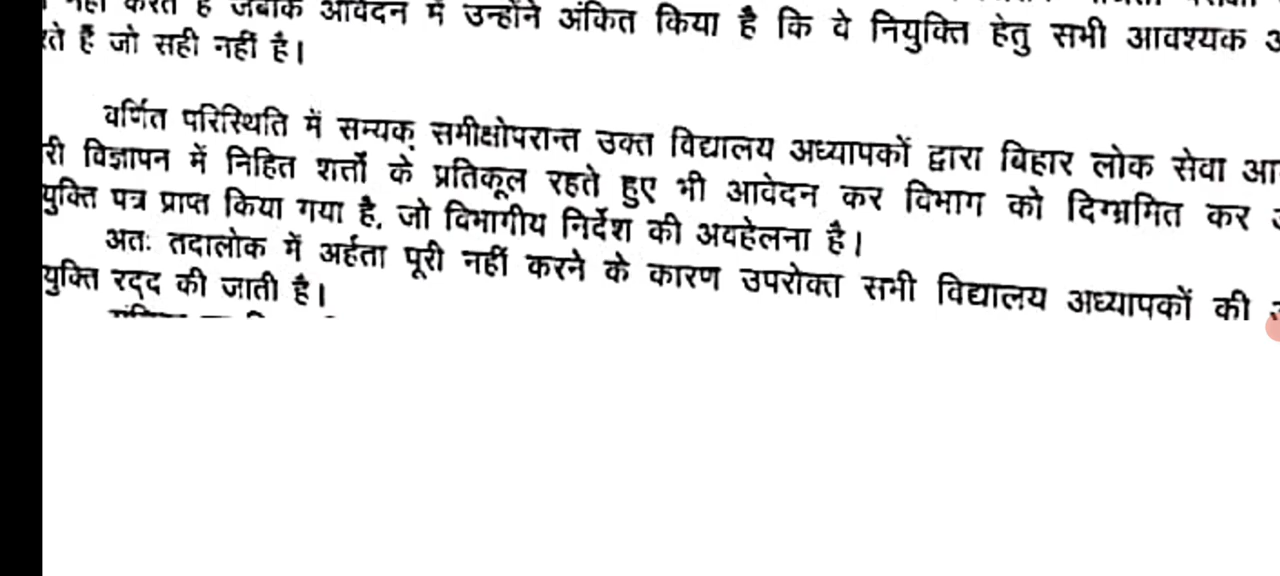 नहीं करते हैं जबकि आवेदन में उन्होंने अंकित किया है कि वे नियुक्ति हेतु सभी आवश्यक
हैं जो सही नहीं है।
वर्णित परिस्थिति में सम्यक् समीक्षोपरान्त उक्त विद्यालय अध्यापकों द्वारा बिहार लोक सेवा
री विज्ञापन में निहित शर्त्तो के प्रतिकूल रहते हुए भी आवेदन कर विभाग को दिग्भ्रमित कर
युक्ति पत्र प्राप्त किया गया है, जो विभागीय निर्देश की अवहेलना है।
अतः तदालोक में अर्हता पूरी नहीं करने के कारण उपरोक्त सभी विद्यालय अध्यापकों की
युक्ति रद्द की जाती है।